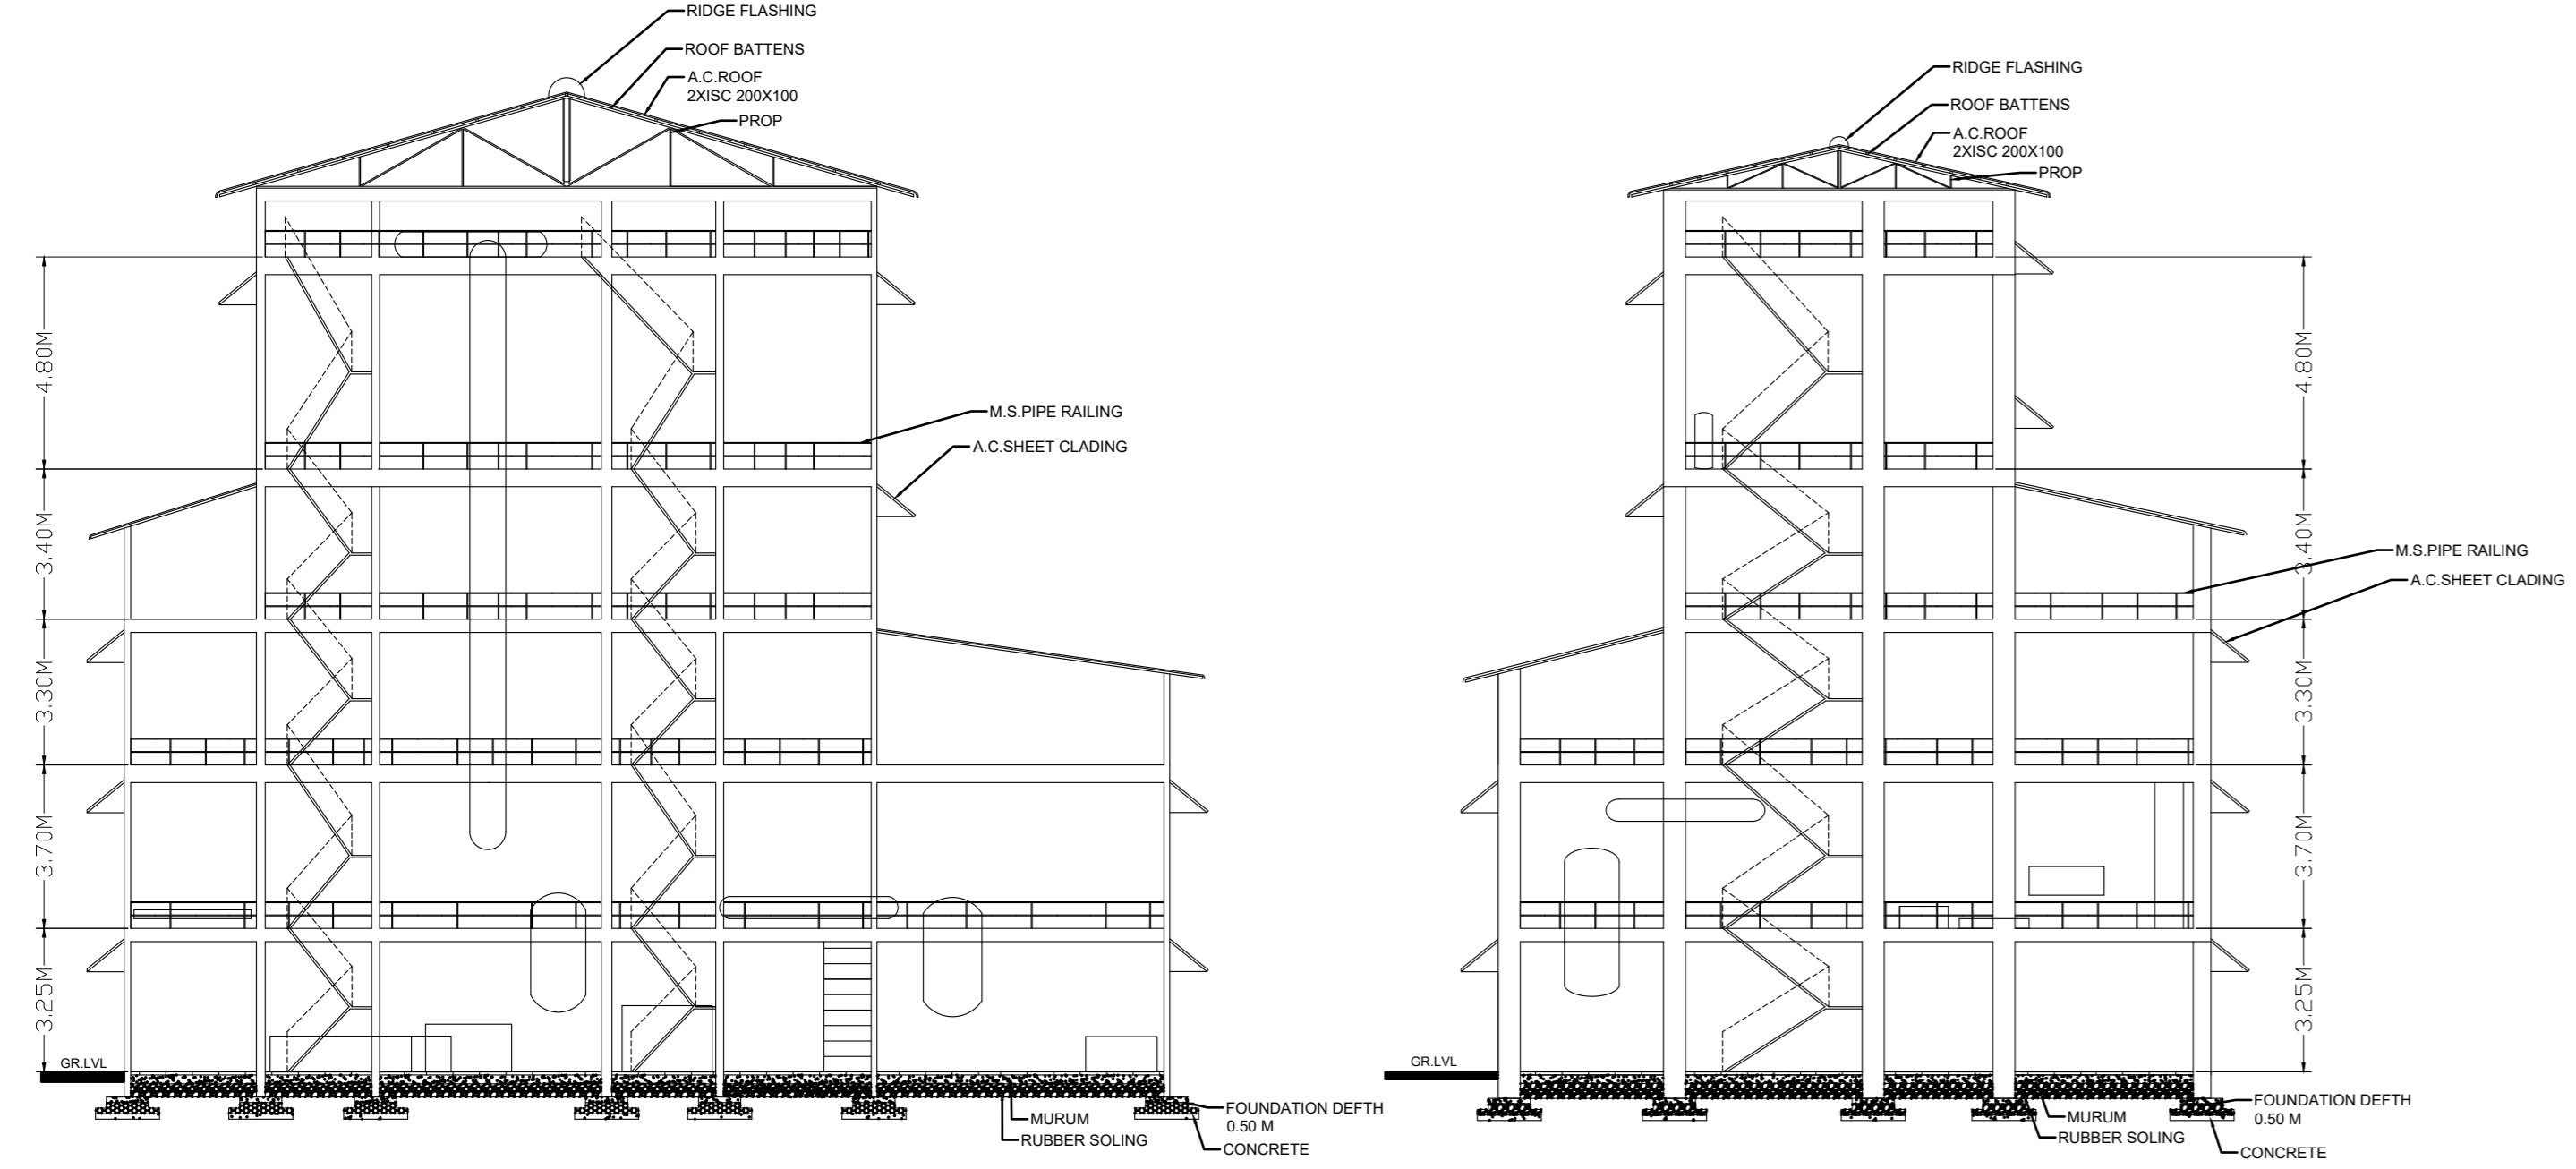 RIDGE FLASHING
ROOF BATTENS
A.C.ROOF
2XISC 200X100
PROP
4.80M
M.S.PIPE RAILING
A.C.SHEET CLADING
3.40M
3.30M
3.70M
3.25M
GR.LVL
FOUNDATION DEFTH
0.50 M
MURUM
RUBBER SOLING
CONCRETE
RIDGE FLASHING
ROOF BATTENS
A.C.ROOF
2XISC 200X100
PROP
4.80M
3.40M
M.S.PIPE RAILING
A.C.SHEET CLADING
3.30M
3.70M
3.25M
GR.LVL
FOUNDATION DEFTH
0.50 M
MURUM
RUBBER SOLING
CONCRETE